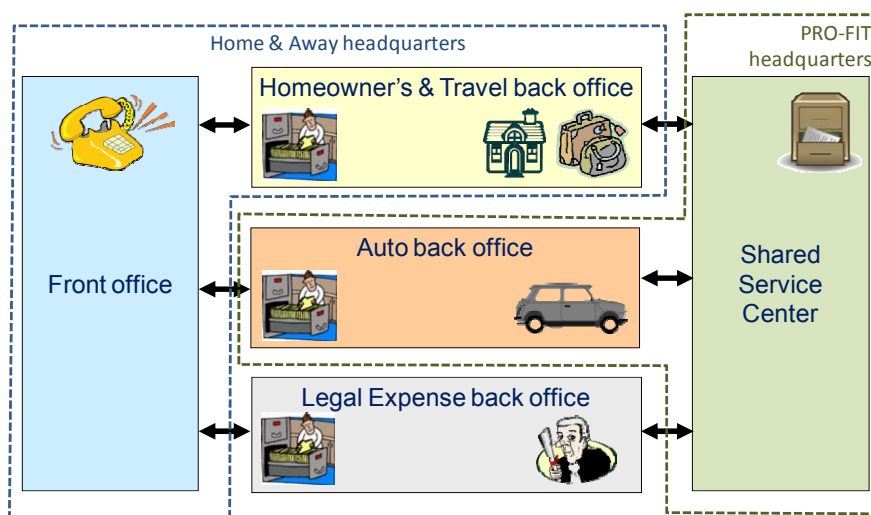 Home & Away headquarters
PRO-FIT
headquarters
Homeowner's & Travel back office
Auto back office
Front office
Shared
Service
Center
Legal Expense back office